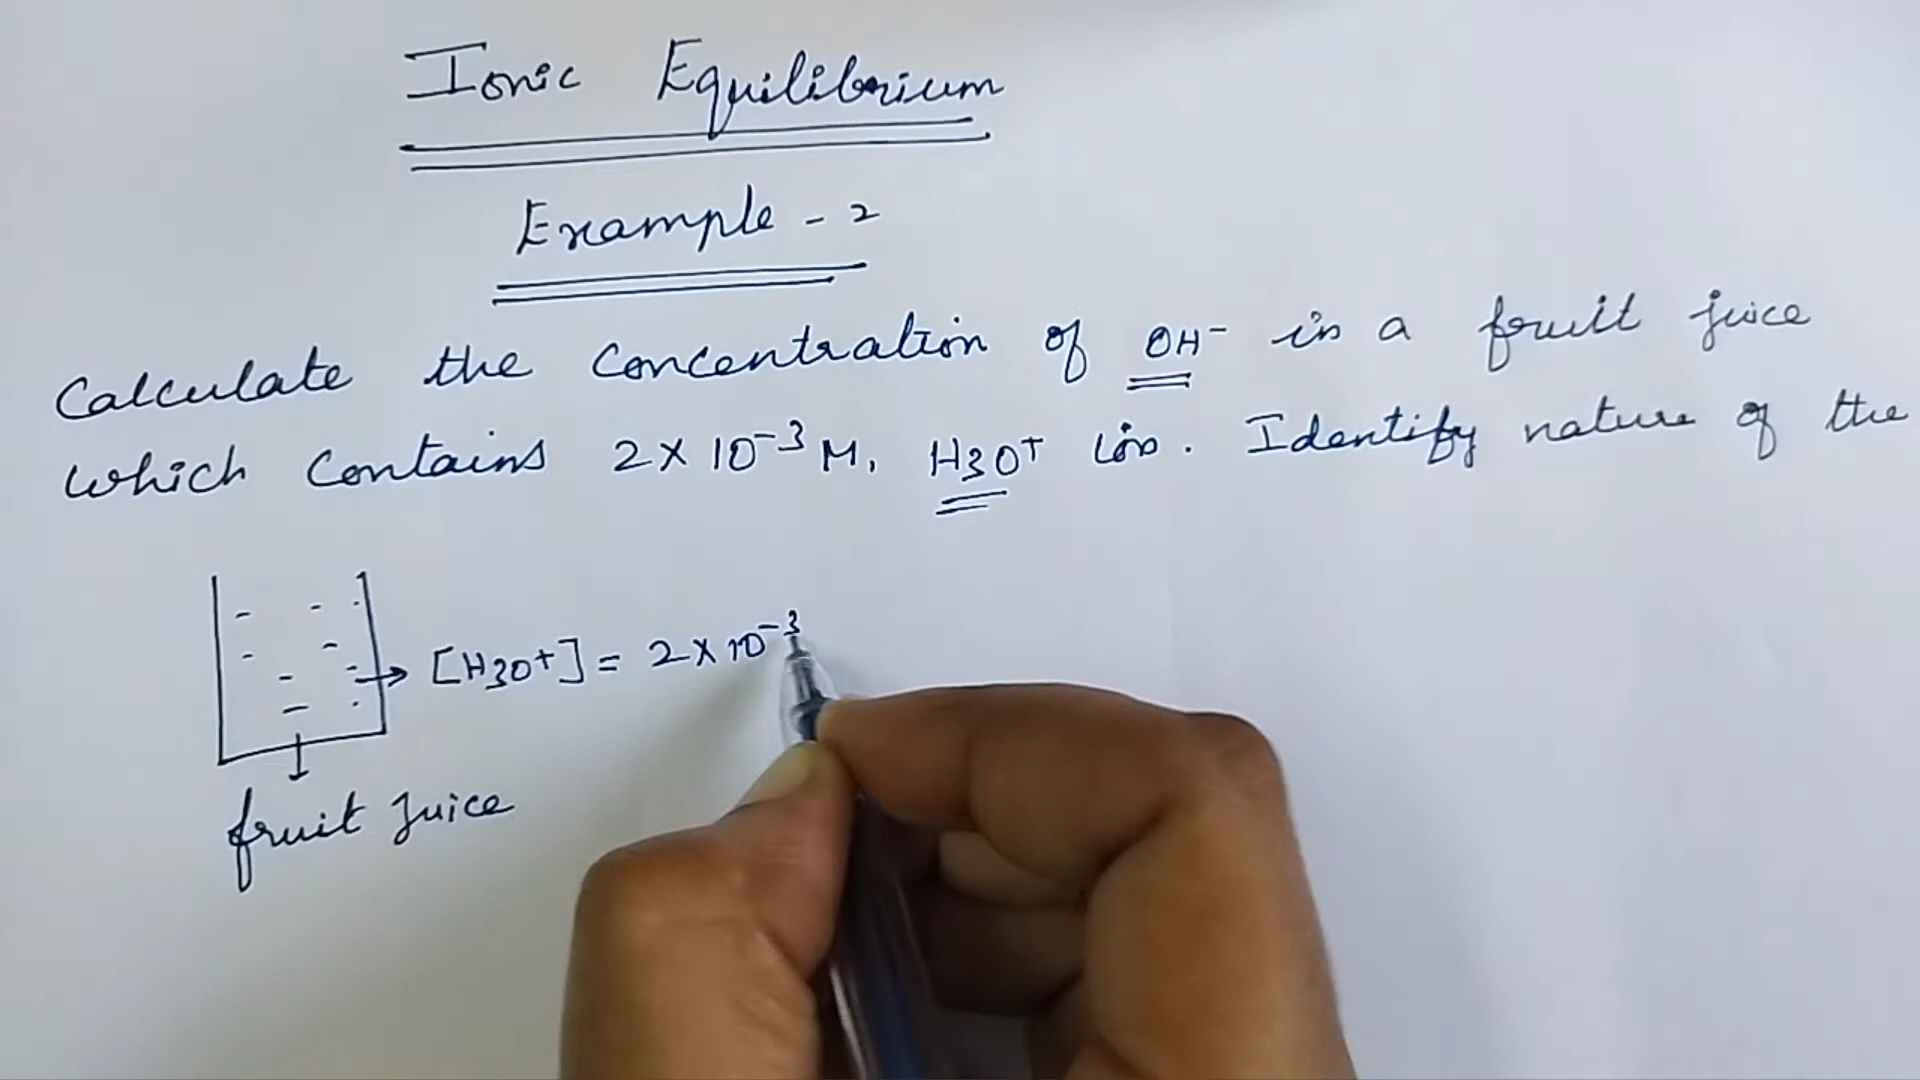 Ionic Equilibrium
Example - 2
Calculate the concentration of OH⁻ in a fruit juice
which contains 2 × 10⁻³ M, H3O⁺ ion. Identify nature of the
[H3O⁺] = 2 × 10⁻³
fruit juice